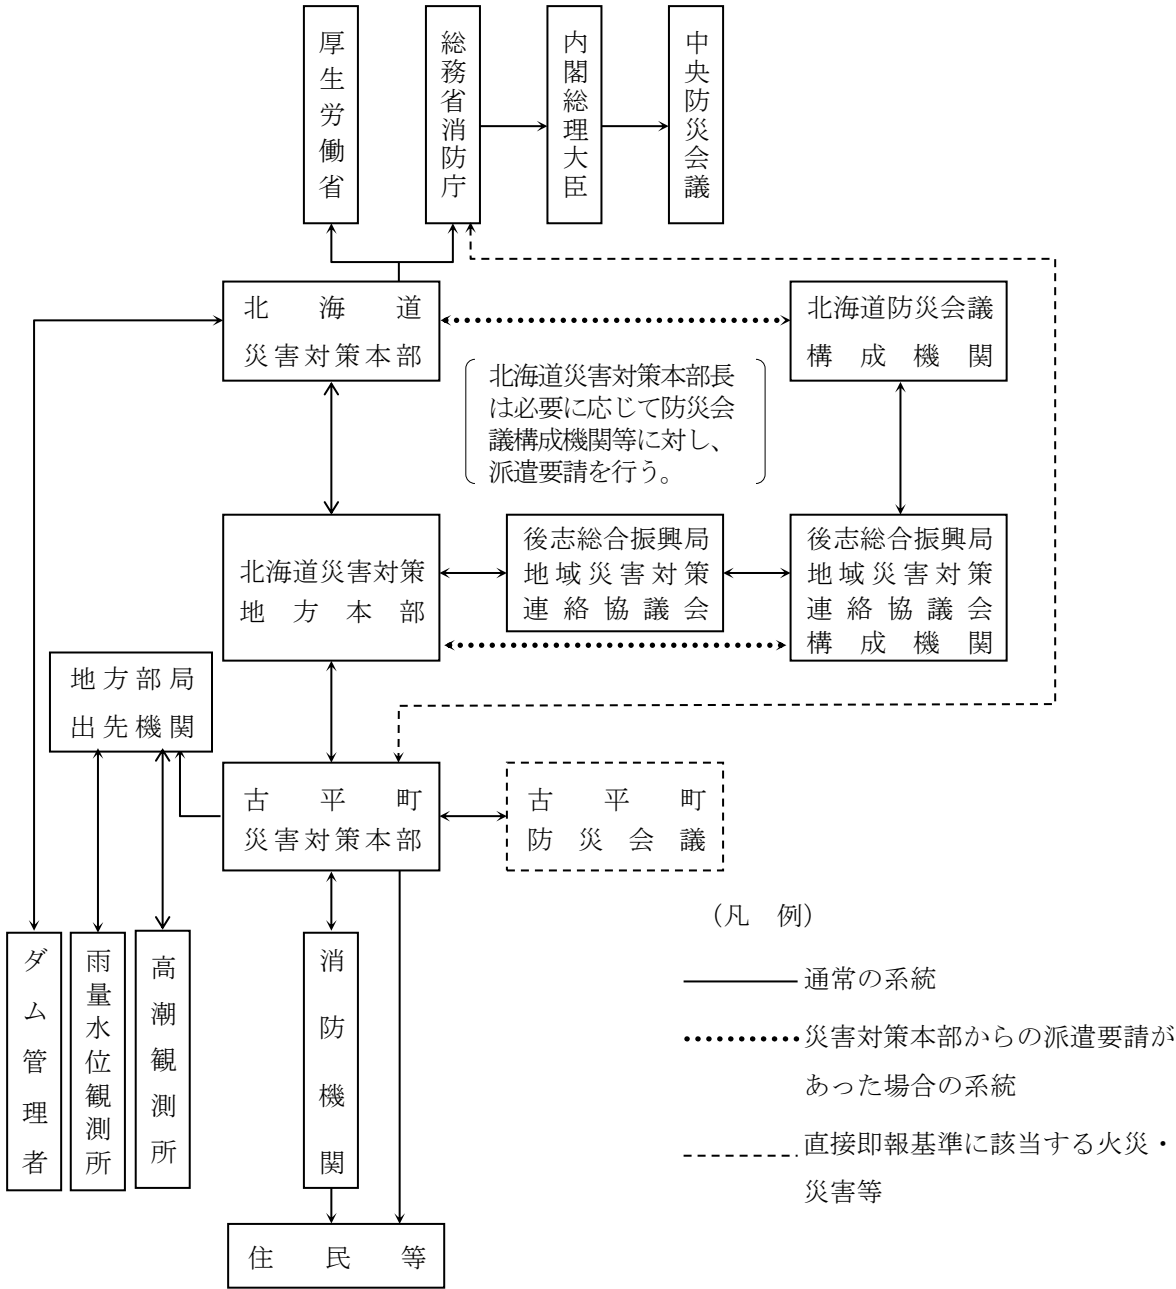 厚生労働省
総務省消防庁
内閣総理大臣
中央防災会議
北海道
災害対策本部
北海道防災会議
構成機関
北海道災害対策本部長
は必要に応じて防災会
議構成機関等に対し、
派遣要請を行う。
北海道災害対策
地方本部
後志総合振興局
地域災害対策
連絡協議会
後志総合振興局
地域災害対策
連絡協議会
構成機関
地方部局
出先機関
古平町
災害対策本部
古平町
防災会議
ダム管理者
雨量水位観測所
高潮観測所
消防機関
住民等
（凡　例）
通常の系統
災害対策本部からの派遣要請が
あった場合の系統
直接即報基準に該当する火災・
災害等